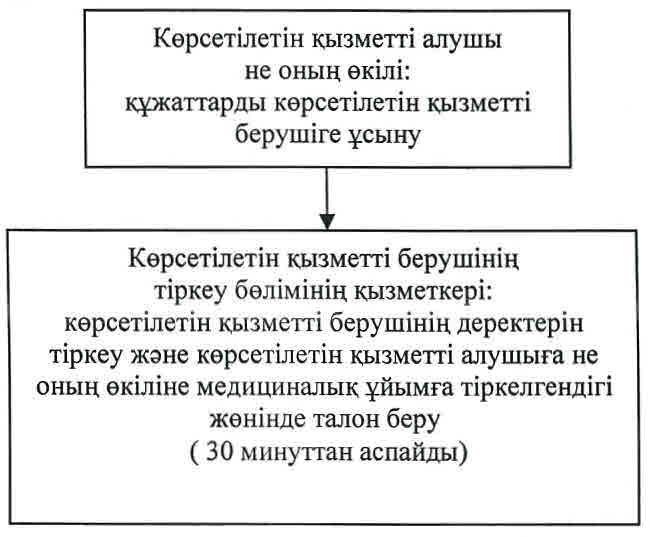 Көрсетілетін қызметті алушы
не оның өкілі:
құжаттарды көрсетілетін қызметті
берушіге ұсыну
Көрсетілетін қызметті берушінің
тіркеу бөлімінің қызметкері:
көрсетілетін қызметті берушінің деректерін
тіркеу және көрсетілетін қызметті алушыға не
оның өкіліне медициналық ұйымға тіркелгендігі
жөнінде талон беру
( 30 минуттан аспайды)